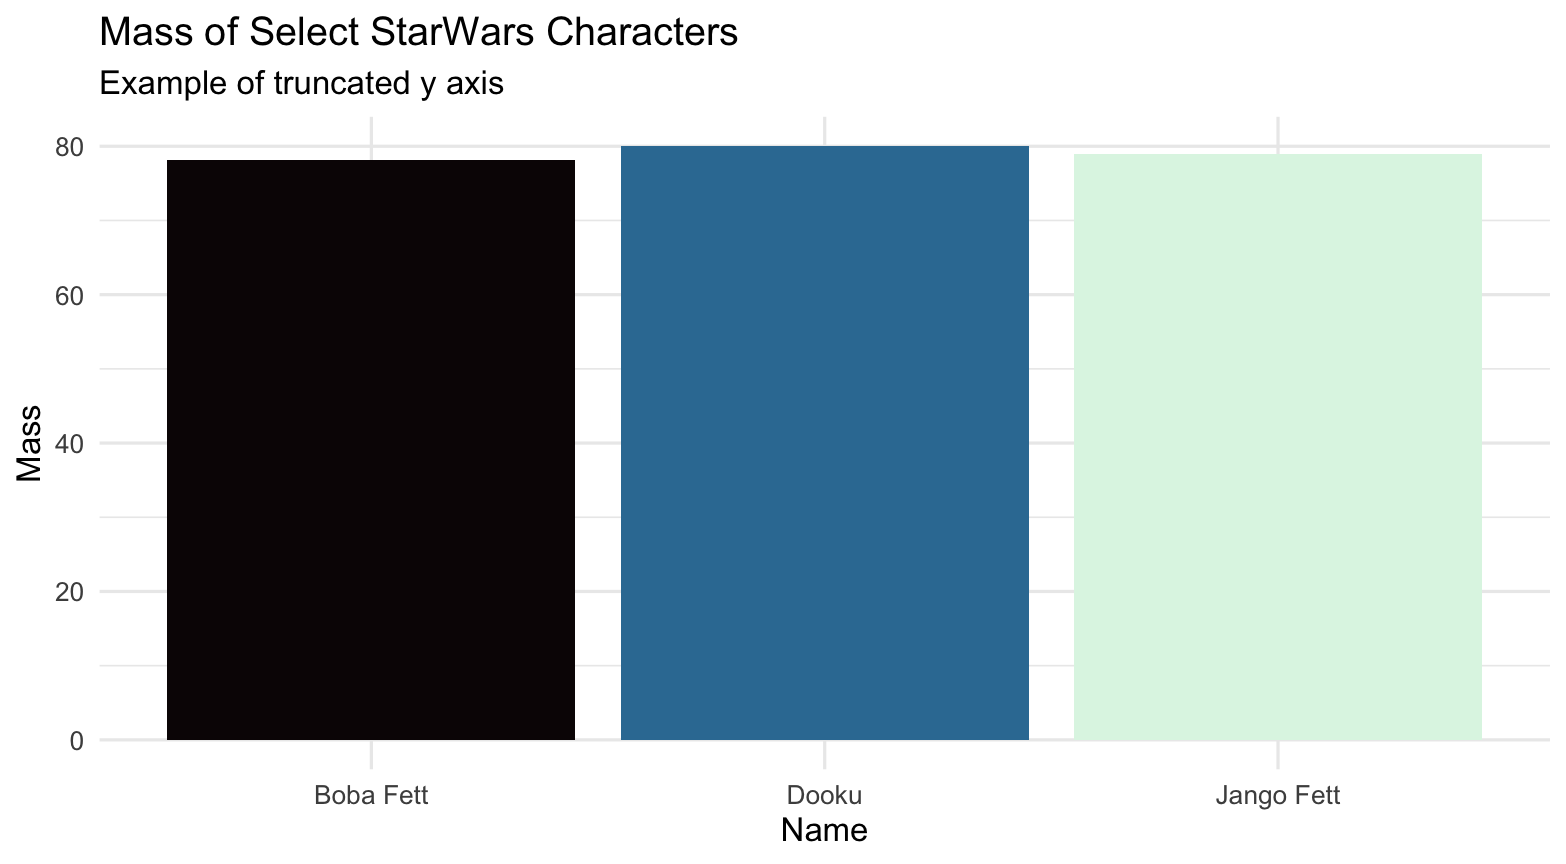 Mass of Select StarWars Characters
Example of truncated y axis
80
60
40
20
0
Mass
Boba Fett
Dooku
Jango Fett
Name